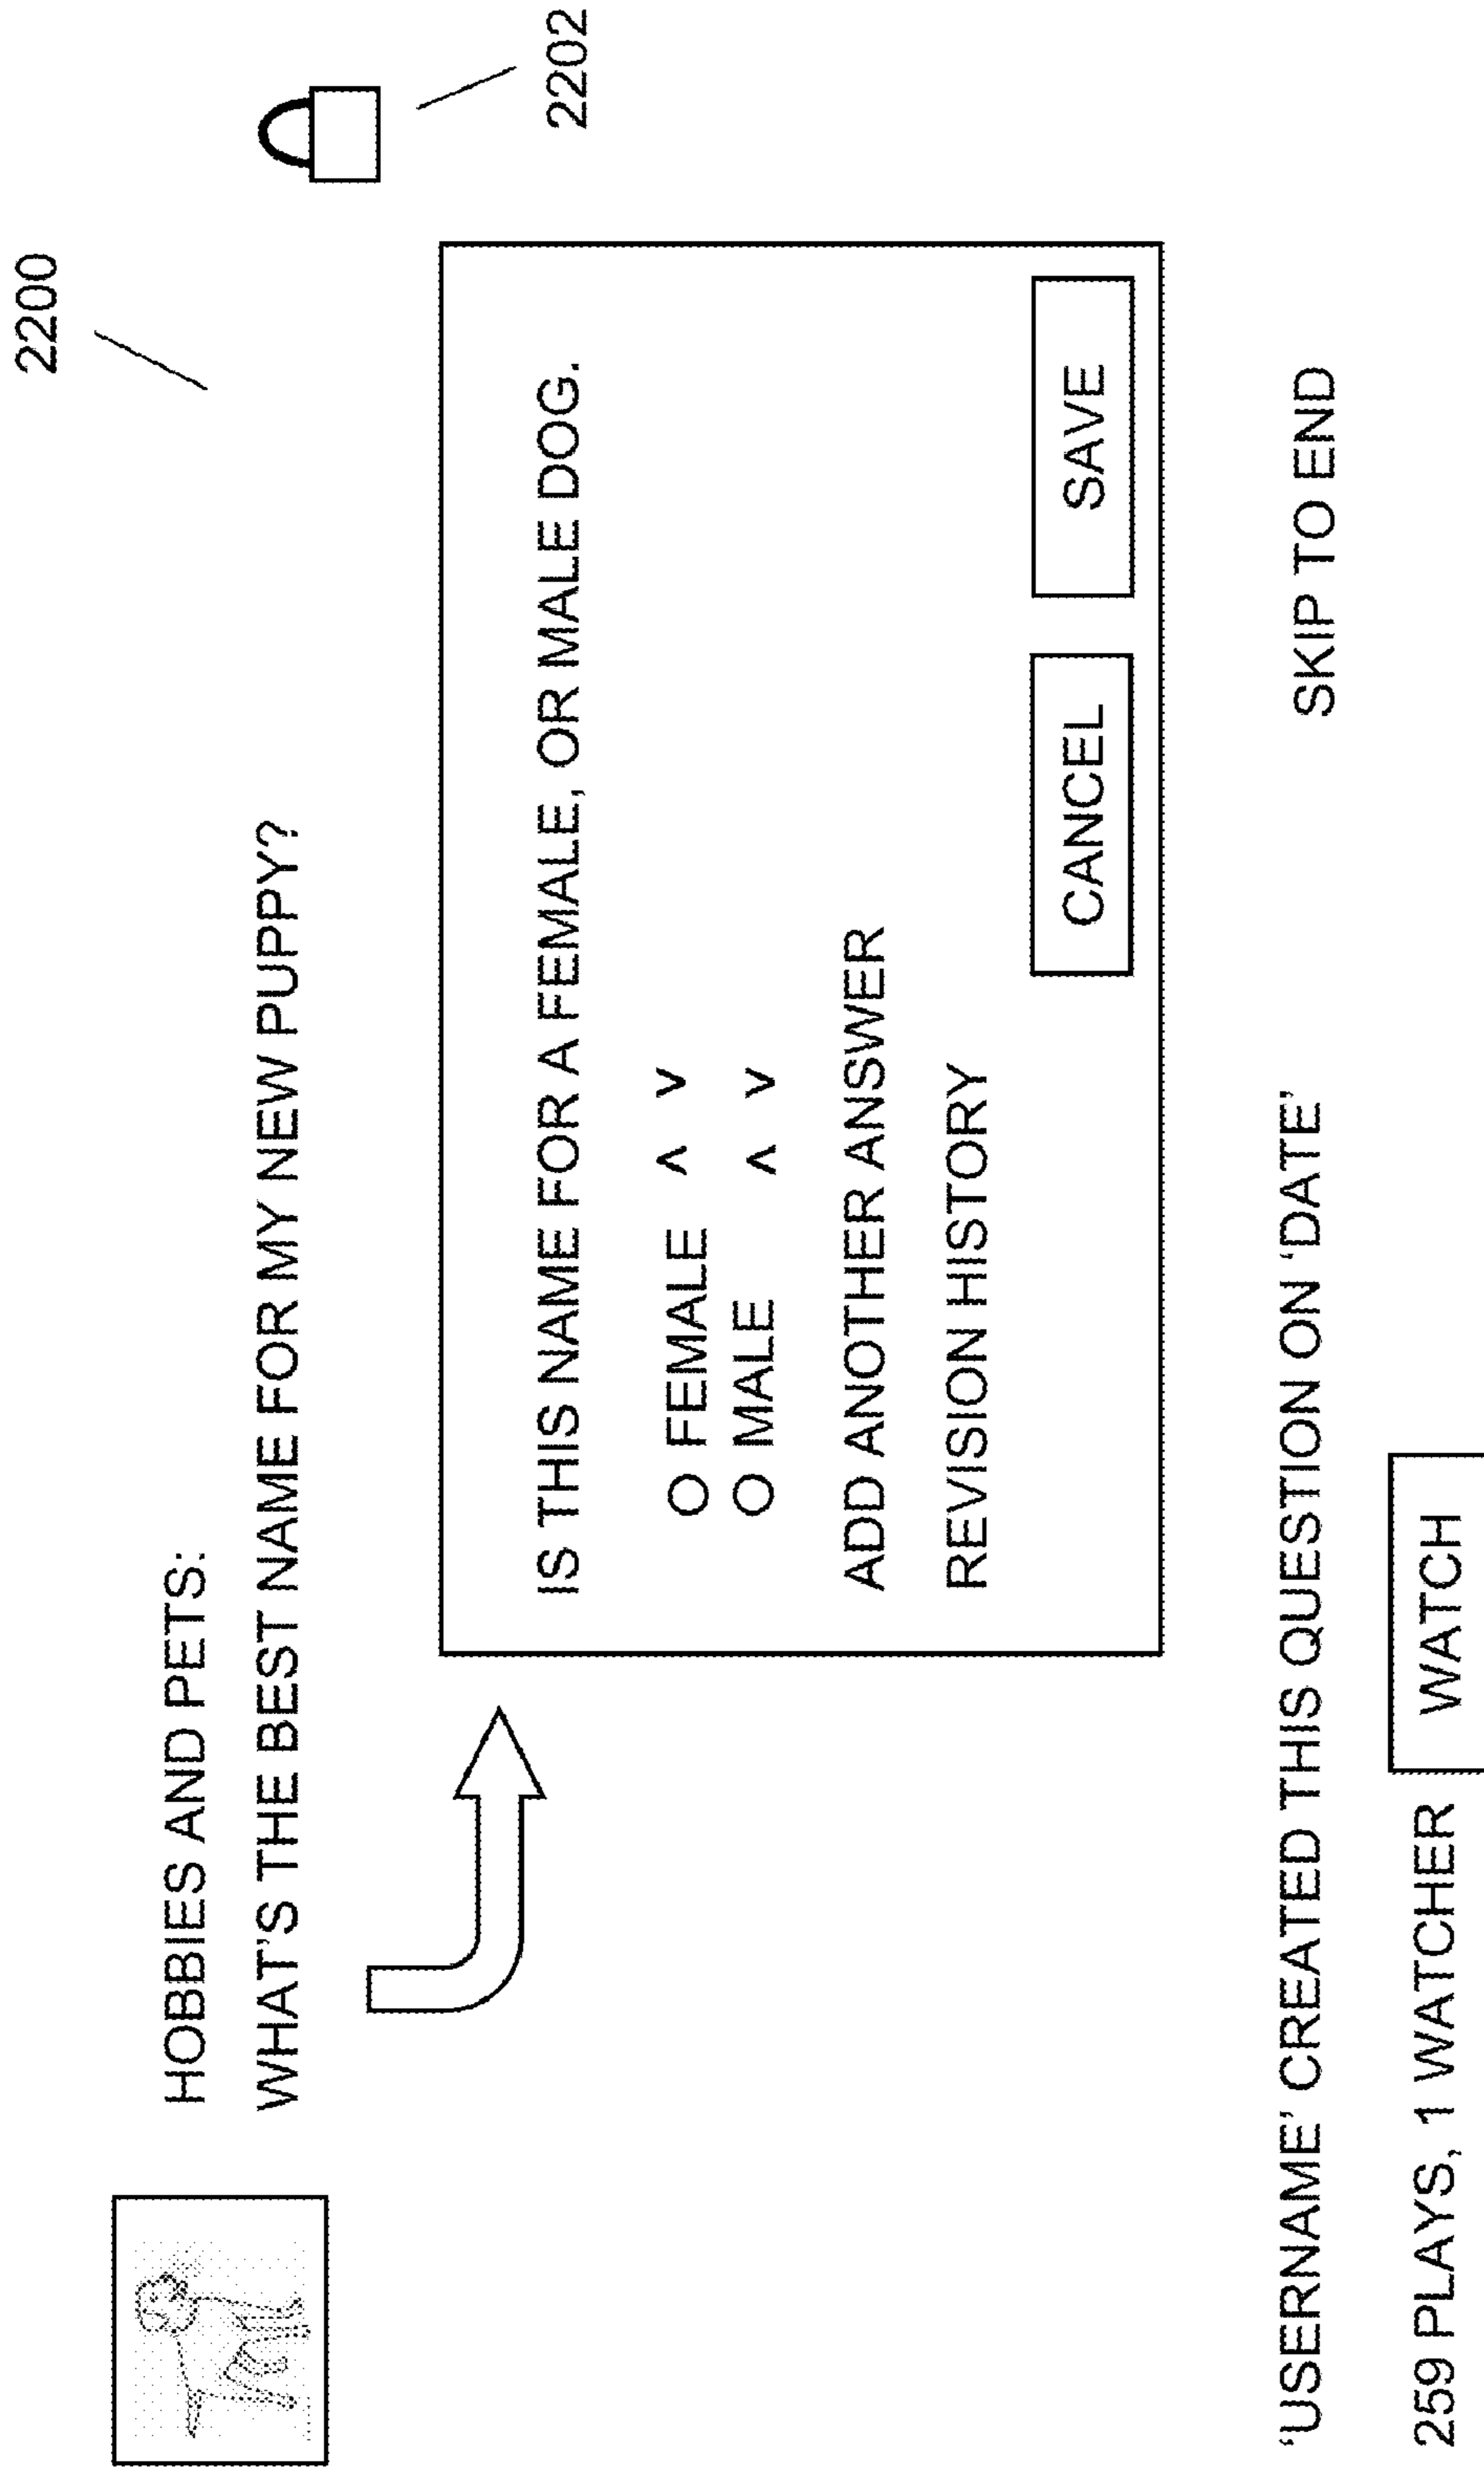 2200
HOBBIES AND PETS:
WHAT'S THE BEST NAME FOR MY NEW PUPPY?
2202
IS THIS NAME FOR A FEMALE, OR MALE DOG.
O FEMALE ʌ v
O MALE ʌ v
ADD ANOTHER ANSWER
REVISION HISTORY
CANCEL SAVE
'USERNAME' CREATED THIS QUESTION ON 'DATE' SKIP TO END
259 PLAYS, 1 WATCHER WATCH